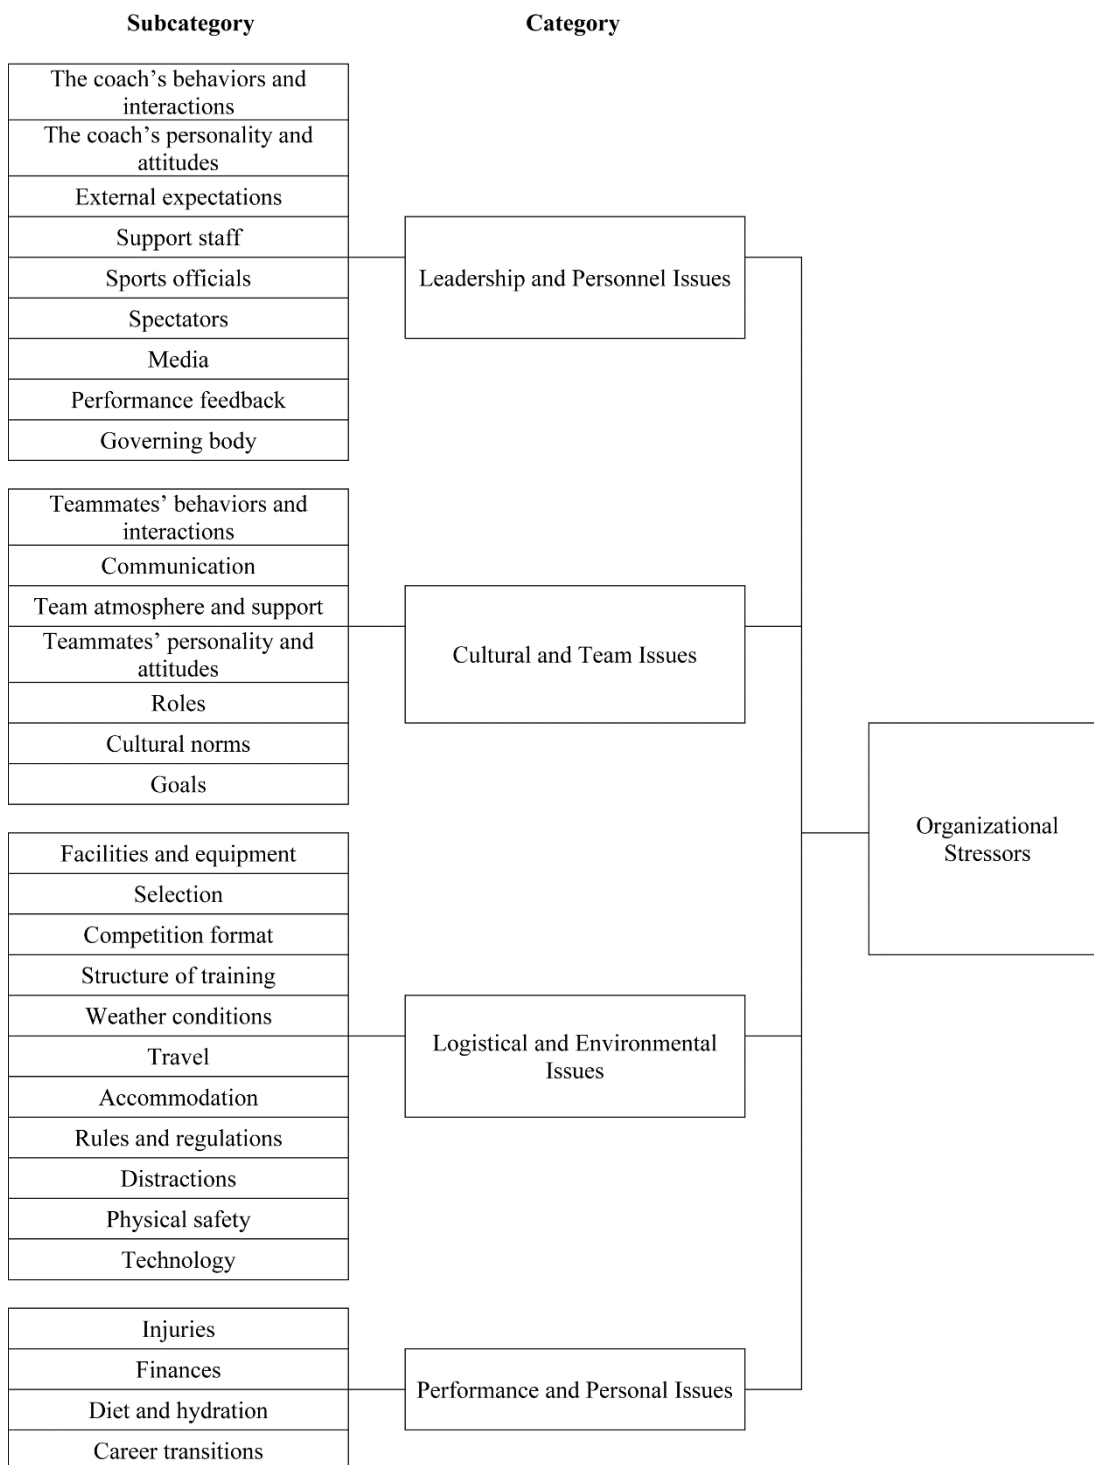 Subcategory
Category
The coach’s behaviors and
interactions
The coach’s personality and
attitudes
External expectations
Support staff
Sports officials
Spectators
Media
Performance feedback
Governing body
Leadership and Personnel Issues
Teammates’ behaviors and
interactions
Communication
Team atmosphere and support
Teammates’ personality and
attitudes
Roles
Cultural norms
Goals
Cultural and Team Issues
Facilities and equipment
Selection
Competition format
Structure of training
Weather conditions
Travel
Accommodation
Rules and regulations
Distractions
Physical safety
Technology
Logistical and Environmental
Issues
Injuries
Finances
Diet and hydration
Career transitions
Performance and Personal Issues
Organizational
Stressors